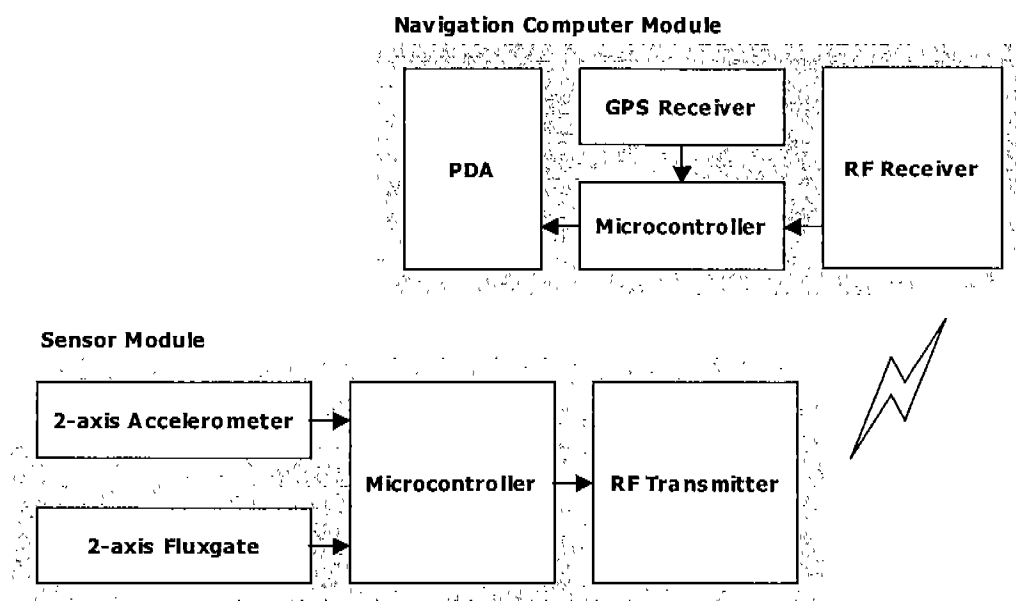 Navigation Computer Module
GPS Receiver
PDA
RF Receiver
Microcontroller
Sensor Module
2-axis Accelerometer
Microcontroller
RF Transmitter
2-axis Fluxgate